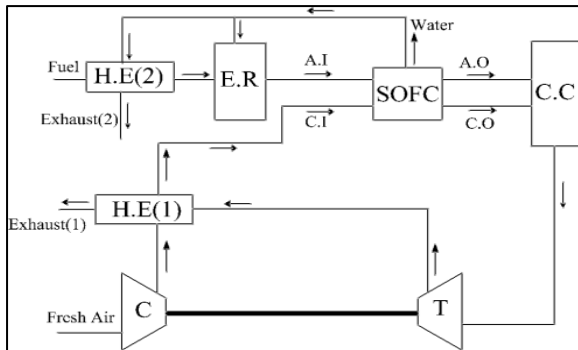 Water
Fuel
H.E(2)
E.R
A.I
SOFC
A.O
C.C
Exhaust(2)
C.I
C.O
H.E(1)
Exhaust(1)
Fresh Air
C
T